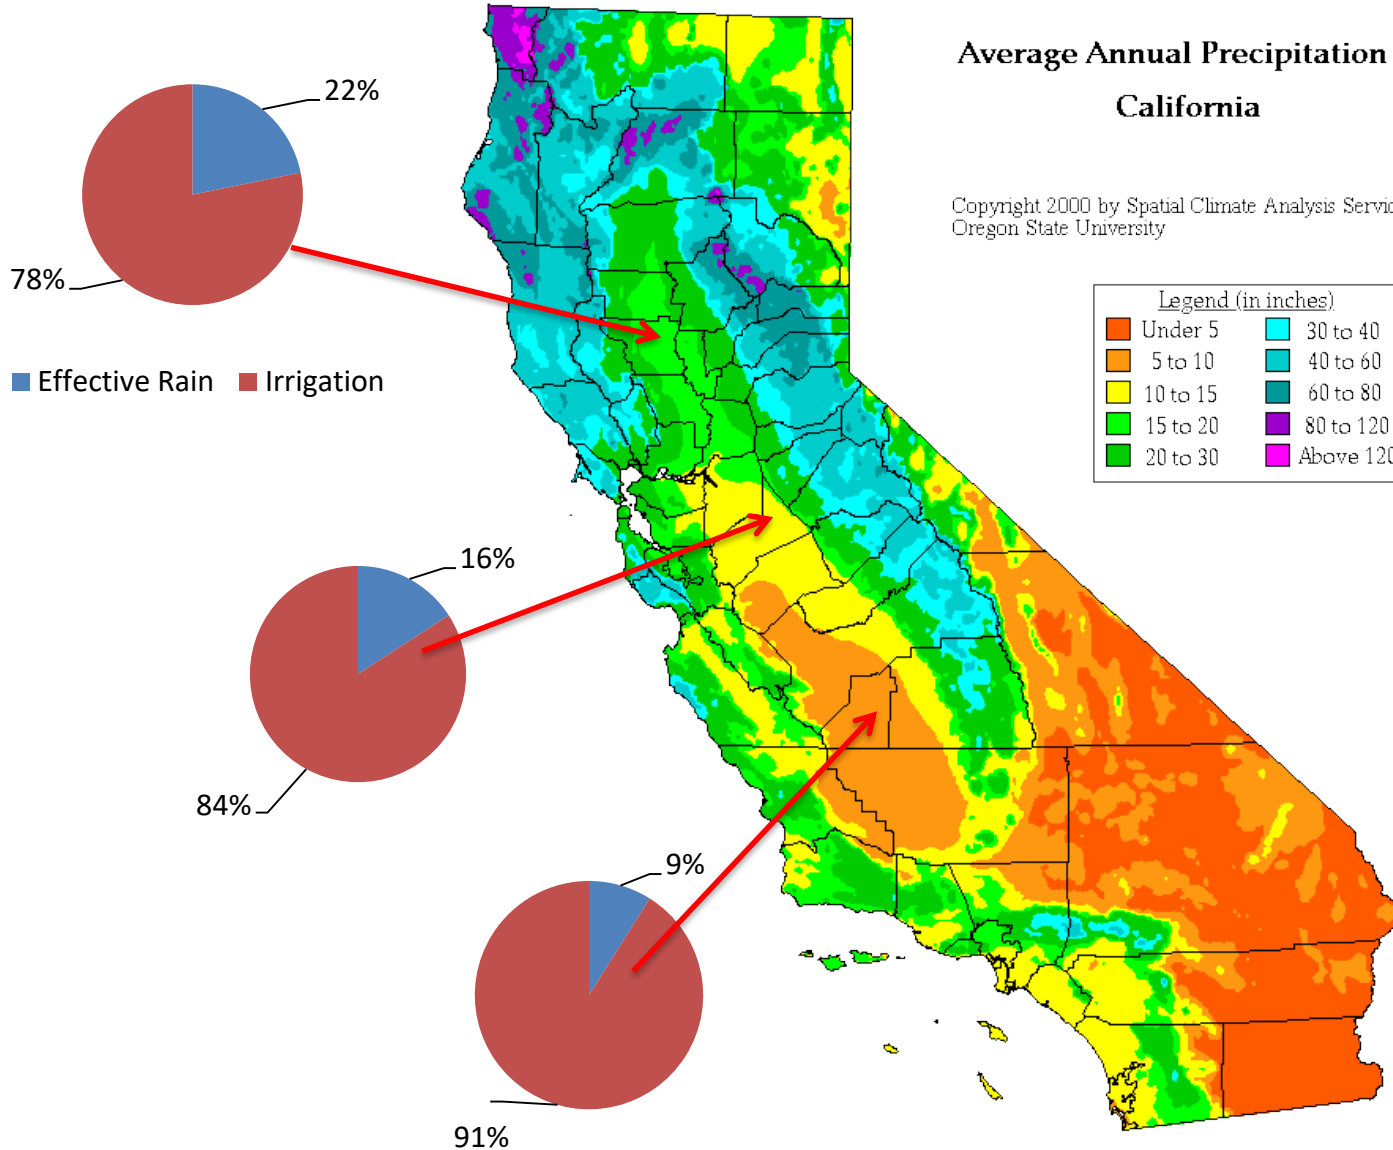 Average Annual Precipitation
California
Copyright 2000 by Spatial Climate Analysis Servic
Oregon State University
Legend (in inches)
Under 5
5 to 10
10 to 15
15 to 20
20 to 30
30 to 40
40 to 60
60 to 80
80 to 120
Above 120
22%
78%
Effective Rain
Irrigation
16%
84%
9%
91%